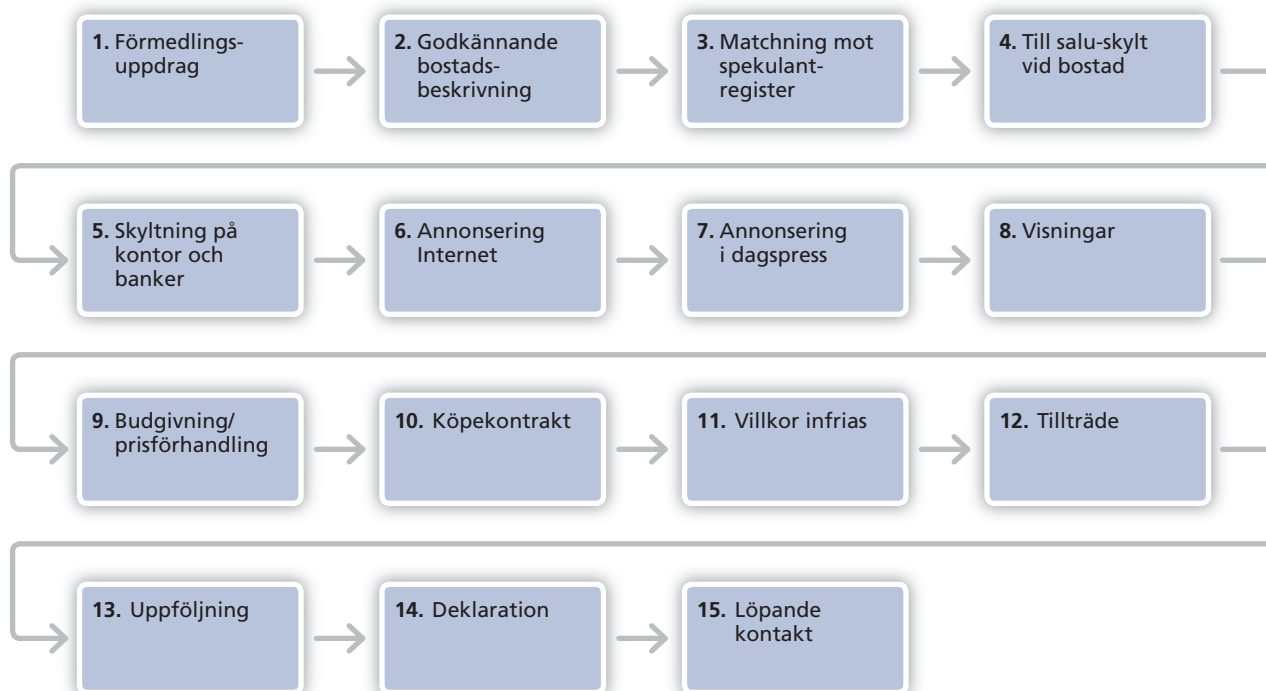 1. Förmedlings-
uppdrag
2. Godkännande
bostads-
beskrivning
3. Matchning mot
spekulant-
register
4. Till salu-skylt
vid bostad
5. Skyltning på
kontor och
banker
6. Annonsering
Internet
7. Annonsering
i dagspress
8. Visningar
9. Budgivning/
prisförhandling
10. Köpekontrakt
11. Villkor infrias
12. Tillträde
13. Uppföljning
14. Deklaration
15. Löpande
kontakt